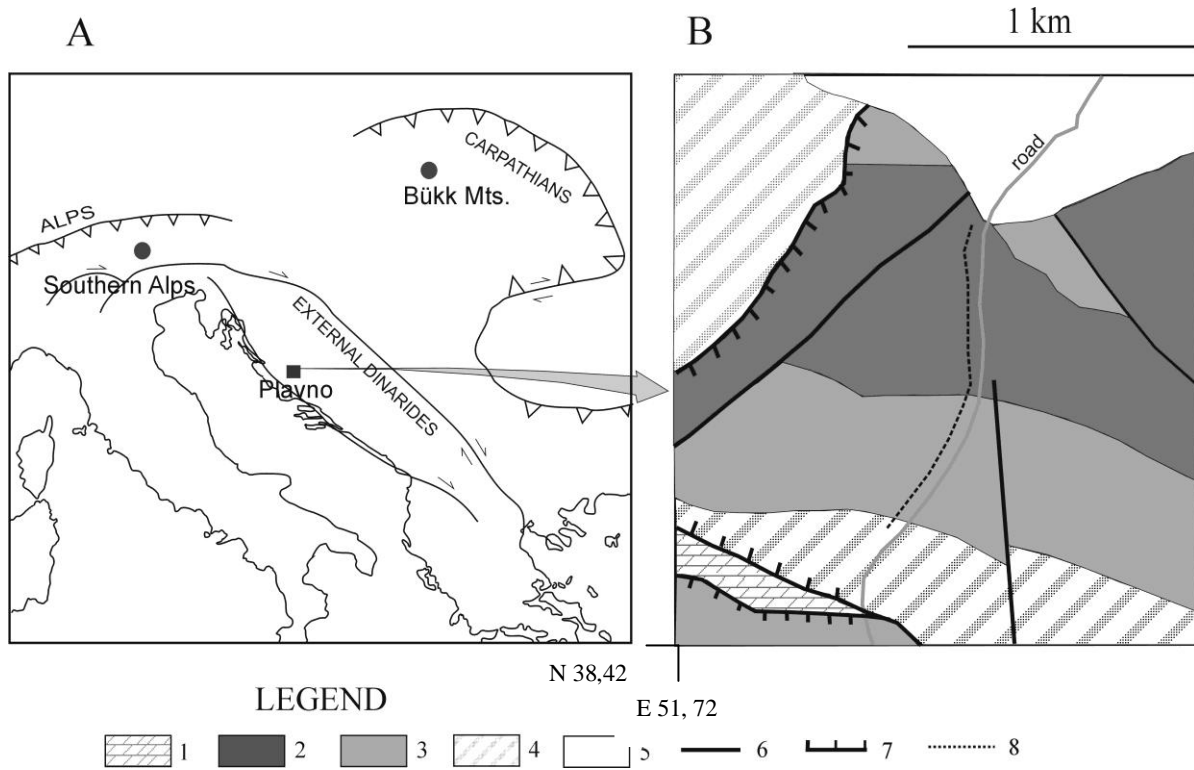 A
B
1 km
ALPS
Southern Alps
CARPATHIANS
Bükk Mts.
EXTERNAL DINARIDES
Plavno
road
N 38,42
E 51, 72
LEGEND
1
2
3
4
5
6
7
8